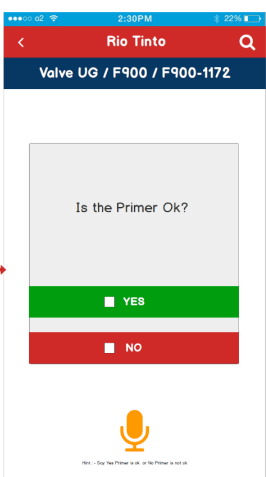 o2 2:30PM 22%
Rio Tinto
Valve UG / F900 / F900-1172
Is the Primer Ok?
YES
NO
Hint : - Say Yes Primer is ok or No Primer is not ok